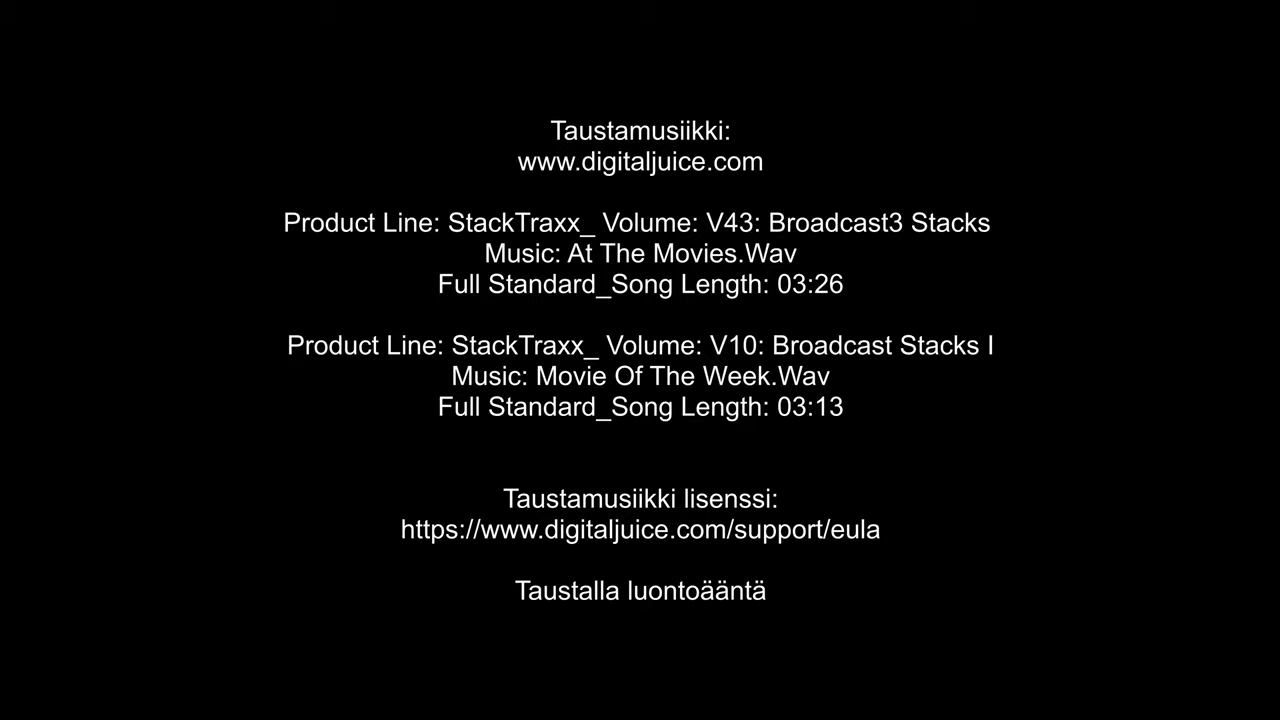 Taustamusiikki:
www.digitaljuice.com
Product Line: StackTraxx_ Volume: V43: Broadcast3 Stacks
Music: At The Movies.Wav
Full Standard_Song Length: 03:26
Product Line: StackTraxx_ Volume: V10: Broadcast Stacks I
Music: Movie Of The Week.Wav
Full Standard_Song Length: 03:13
Taustamusiikki lisenssi:
https://www.digitaljuice.com/support/eula
Taustalla luontoääntä